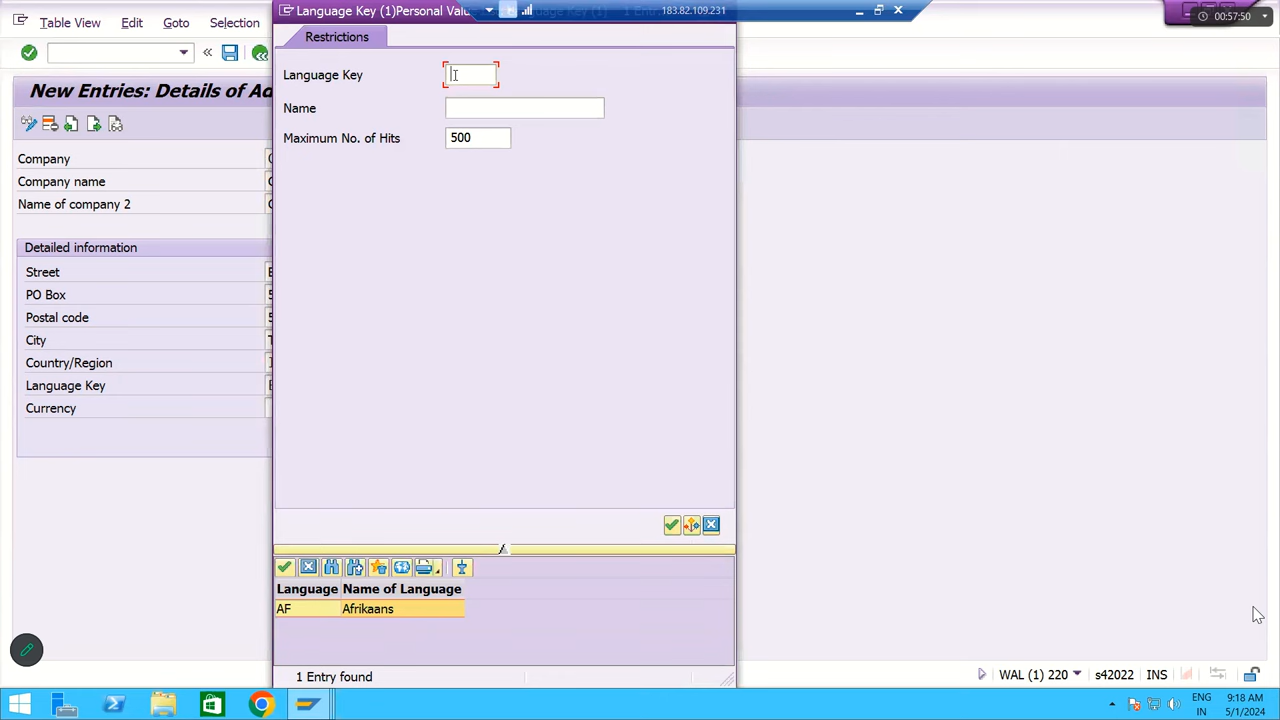 Language Key (1)Personal Valu
183.82.109.231
00:57:50
Table View
Edit
Goto
Selection
Restrictions
New Entries: Details of Ad
Language Key
Name
Maximum No. of Hits
500
Company
Company name
Name of company 2
Detailed information
Street
PO Box
Postal code
City
Country/Region
Language Key
Currency
Language
Name of Language
AF
Afrikaans
1 Entry found
WAL (1) 220
s42022
INS
ENG
IN
9:18 AM
5/1/2024